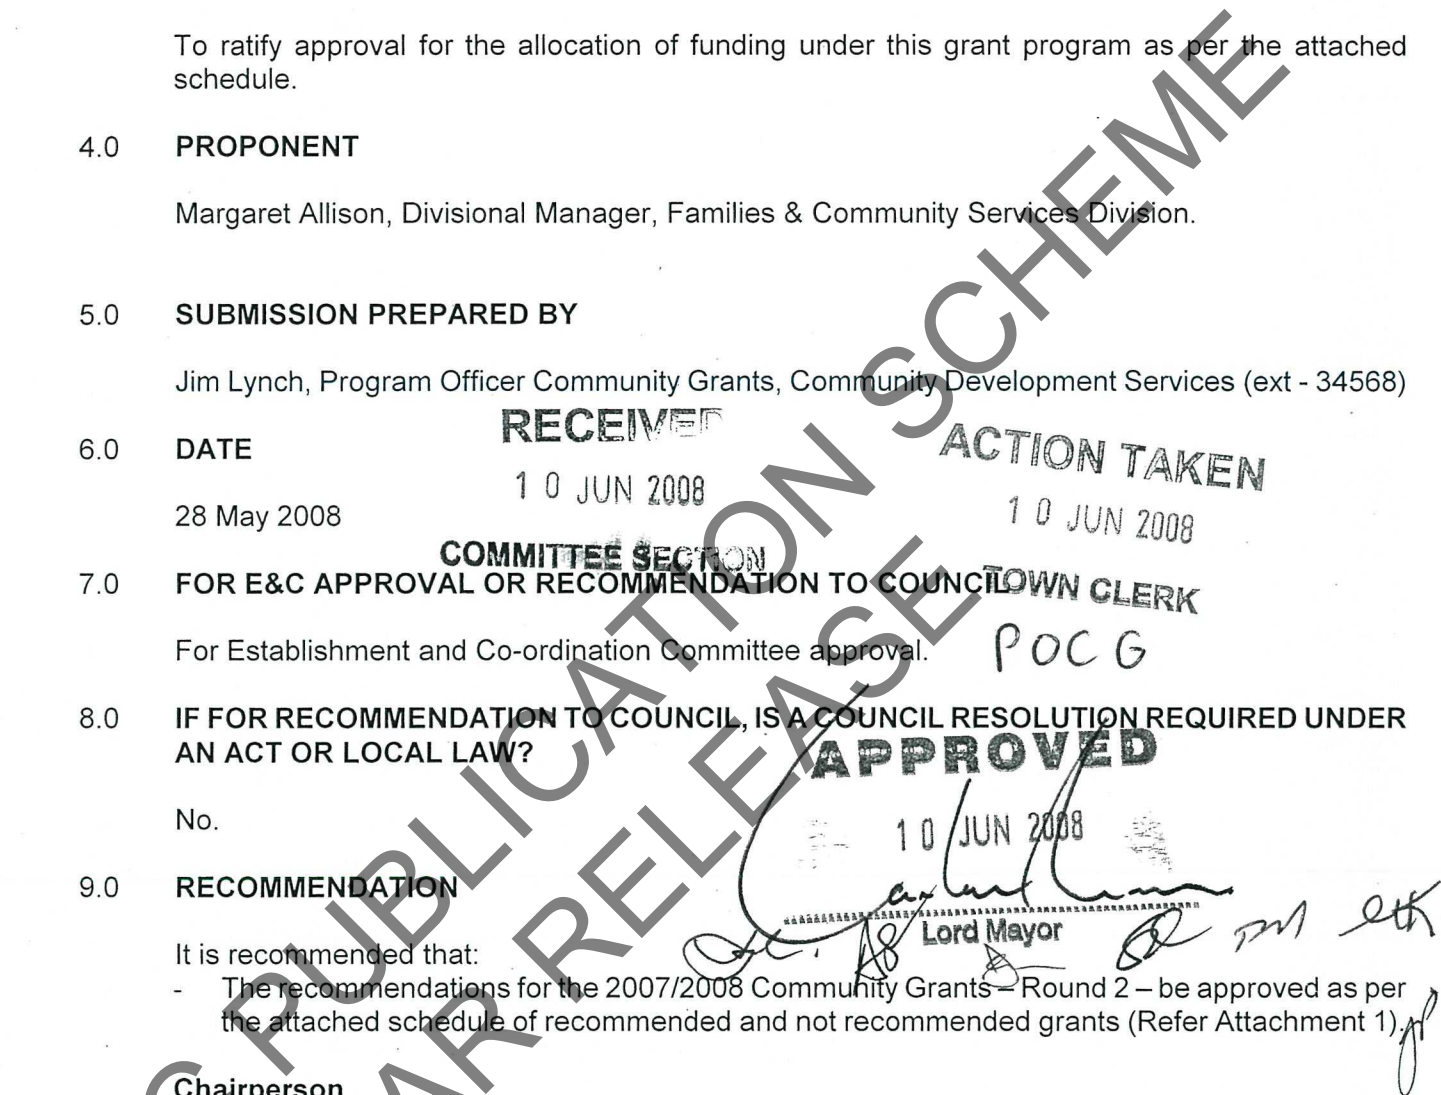 To ratify approval for the allocation of funding under this grant program as per the attached
schedule.
4.0 PROPONENT
Margaret Allison, Divisional Manager, Families & Community Services Division.
5.0 SUBMISSION PREPARED BY
Jim Lynch, Program Officer Community Grants, Community Development Services (ext - 34568)
RECEIVED
ACTION TAKEN
6.0 DATE
10 JUN 2008
10 JUN 2008
28 May 2008
COMMITTEE SECTION
TOWN CLERK
7.0 FOR E&C APPROVAL OR RECOMMENDATION TO COUNCIL
For Establishment and Co-ordination Committee approval.
POCG
8.0 IF FOR RECOMMENDATION TO COUNCIL, IS A COUNCIL RESOLUTION REQUIRED UNDER
AN ACT OR LOCAL LAW?
APPROVED
No.
10 JUN 2008
9.0 RECOMMENDATION
Lord Mayor
It is recommended that:
- The recommendations for the 2007/2008 Community Grants – Round 2 – be approved as per
the attached schedule of recommended and not recommended grants (Refer Attachment 1).
Chairperson
PUBLICATION SCHEME
RELEASE